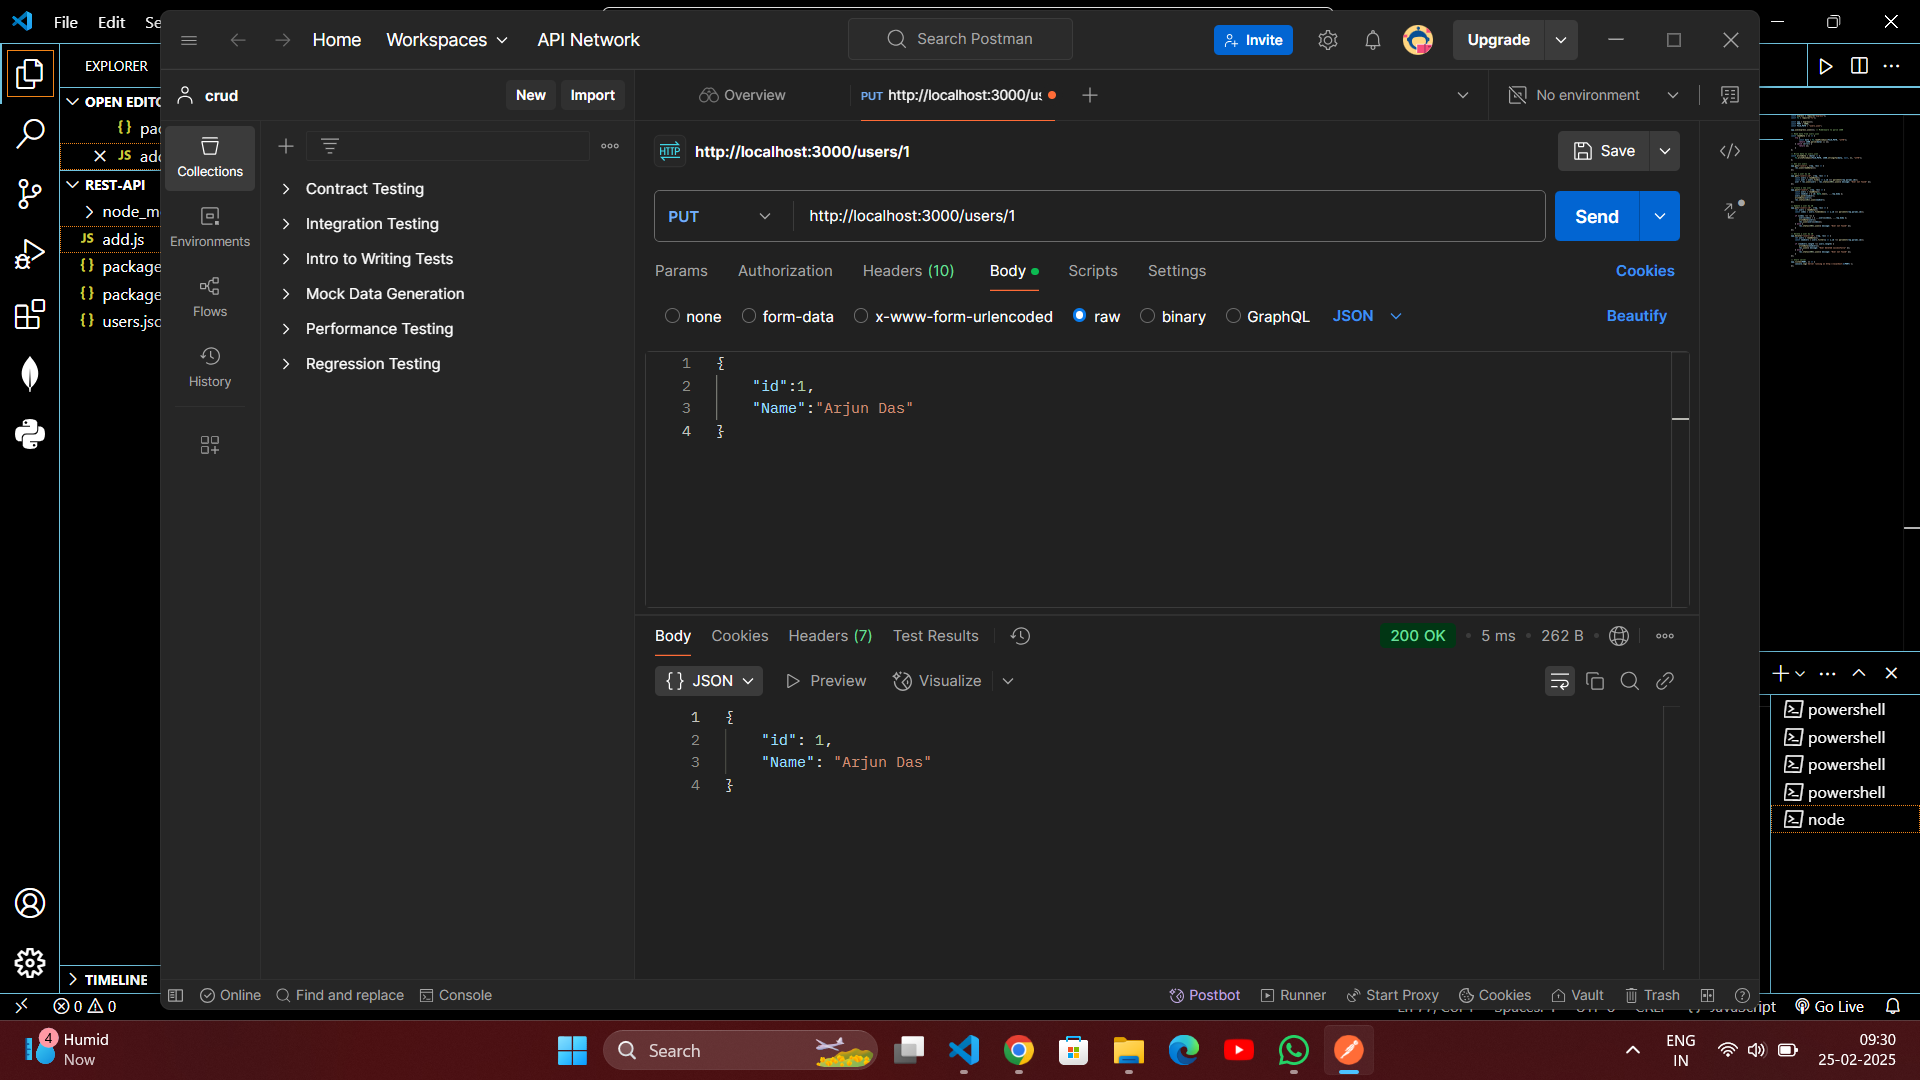 File Edit Se
Home Workspaces API Network Search Postman Invite Upgrade
EXPLORER
crud New Import Overview PUT http://localhost:3000/us No environment
OPEN EDITO
{} pac
JS add
REST-API
node_m
JS add.js
{} package
{} package
{} users.jso
Collections
Environments
Flows
History
Contract Testing
Integration Testing
Intro to Writing Tests
Mock Data Generation
Performance Testing
Regression Testing
HTTP http://localhost:3000/users/1 Save
PUT http://localhost:3000/users/1 Send
Params Authorization Headers (10) Body Scripts Settings Cookies
none form-data x-www-form-urlencoded raw binary GraphQL JSON Beautify
1 {
2 "id":1,
3 "Name":"Arjun Das"
4 }
Body Cookies Headers (7) Test Results 200 OK 5 ms 262 B
{} JSON Preview Visualize
1 {
2 "id": 1,
3 "Name": "Arjun Das"
4 }
powershell
powershell
powershell
powershell
node
TIMELINE
Online Find and replace Console Postbot Runner Start Proxy Cookies Vault Trash
0 0 Go Live
4 Humid
Now
Search
ENG
IN
09:30
25-02-2025